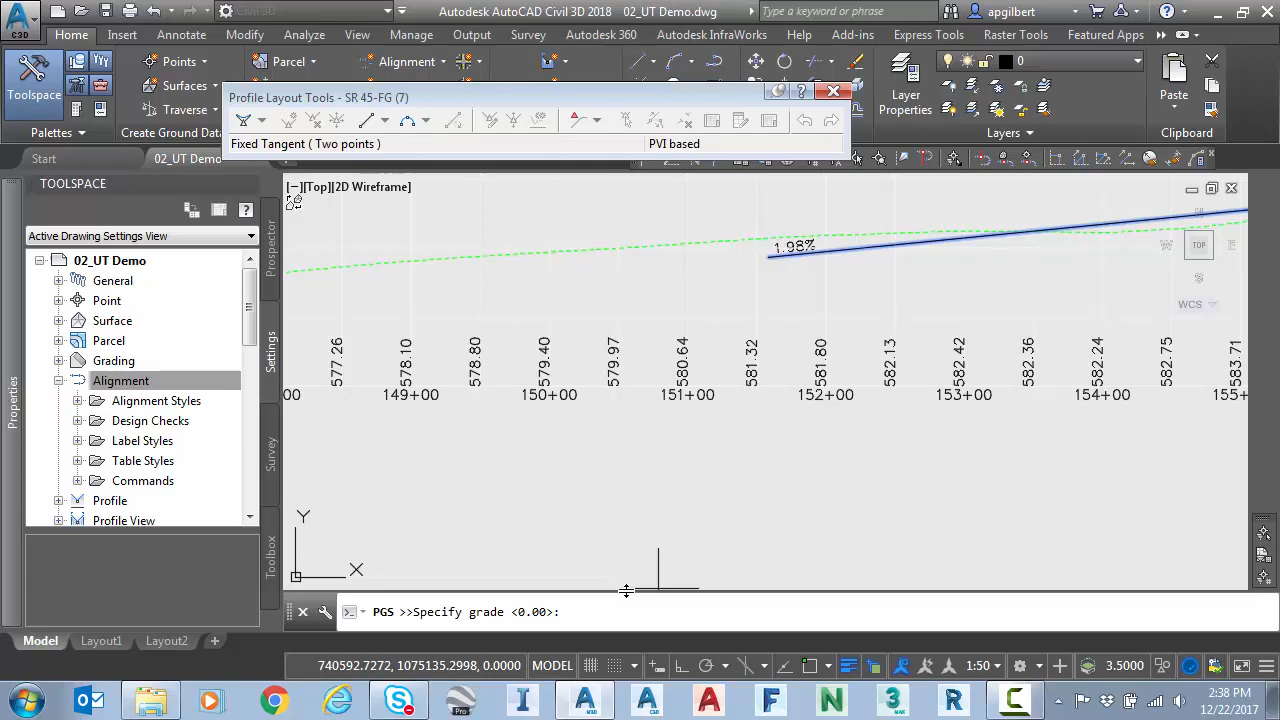 Civil 3D
Autodesk AutoCAD Civil 3D 2018 02_UT Demo.dwg
Type a keyword or phrase
apgilbert
C3D
Home Insert Annotate Modify Analyze View Manage Output Survey Autodesk 360 Autodesk InfraWorks Help Add-ins Express Tools Raster Tools Featured Apps
Toolspace
Points
Surfaces
Traverse
Parcel
Alignment
0
Layer Properties
Paste
Palettes
Create Ground Data
Layers
Clipboard
Profile Layout Tools - SR 45-FG (7)
Fixed Tangent ( Two points )
PVI based
Start
02_UT Demo
TOOLSPACE
Active Drawing Settings View
02_UT Demo
General
Point
Surface
Parcel
Grading
Alignment
Alignment Styles
Design Checks
Label Styles
Table Styles
Commands
Profile
Profile View
Prospector
Settings
Survey
Toolbox
Properties
[−][Top][2D Wireframe]
1.98%
TOP
N
W
E
S
WCS
577.26 578.10 578.80 579.40 579.97 580.64 581.32 581.80 582.13 582.42 582.36 582.24 582.75 583.71
00 149+00 150+00 151+00 152+00 153+00 154+00 155+
Y
X
PGS >>Specify grade <0.00>:
Model Layout1 Layout2 +
740592.7272, 1075135.2998, 0.0000 MODEL 1:50 3.5000
Pro
2:38 PM
12/22/2017